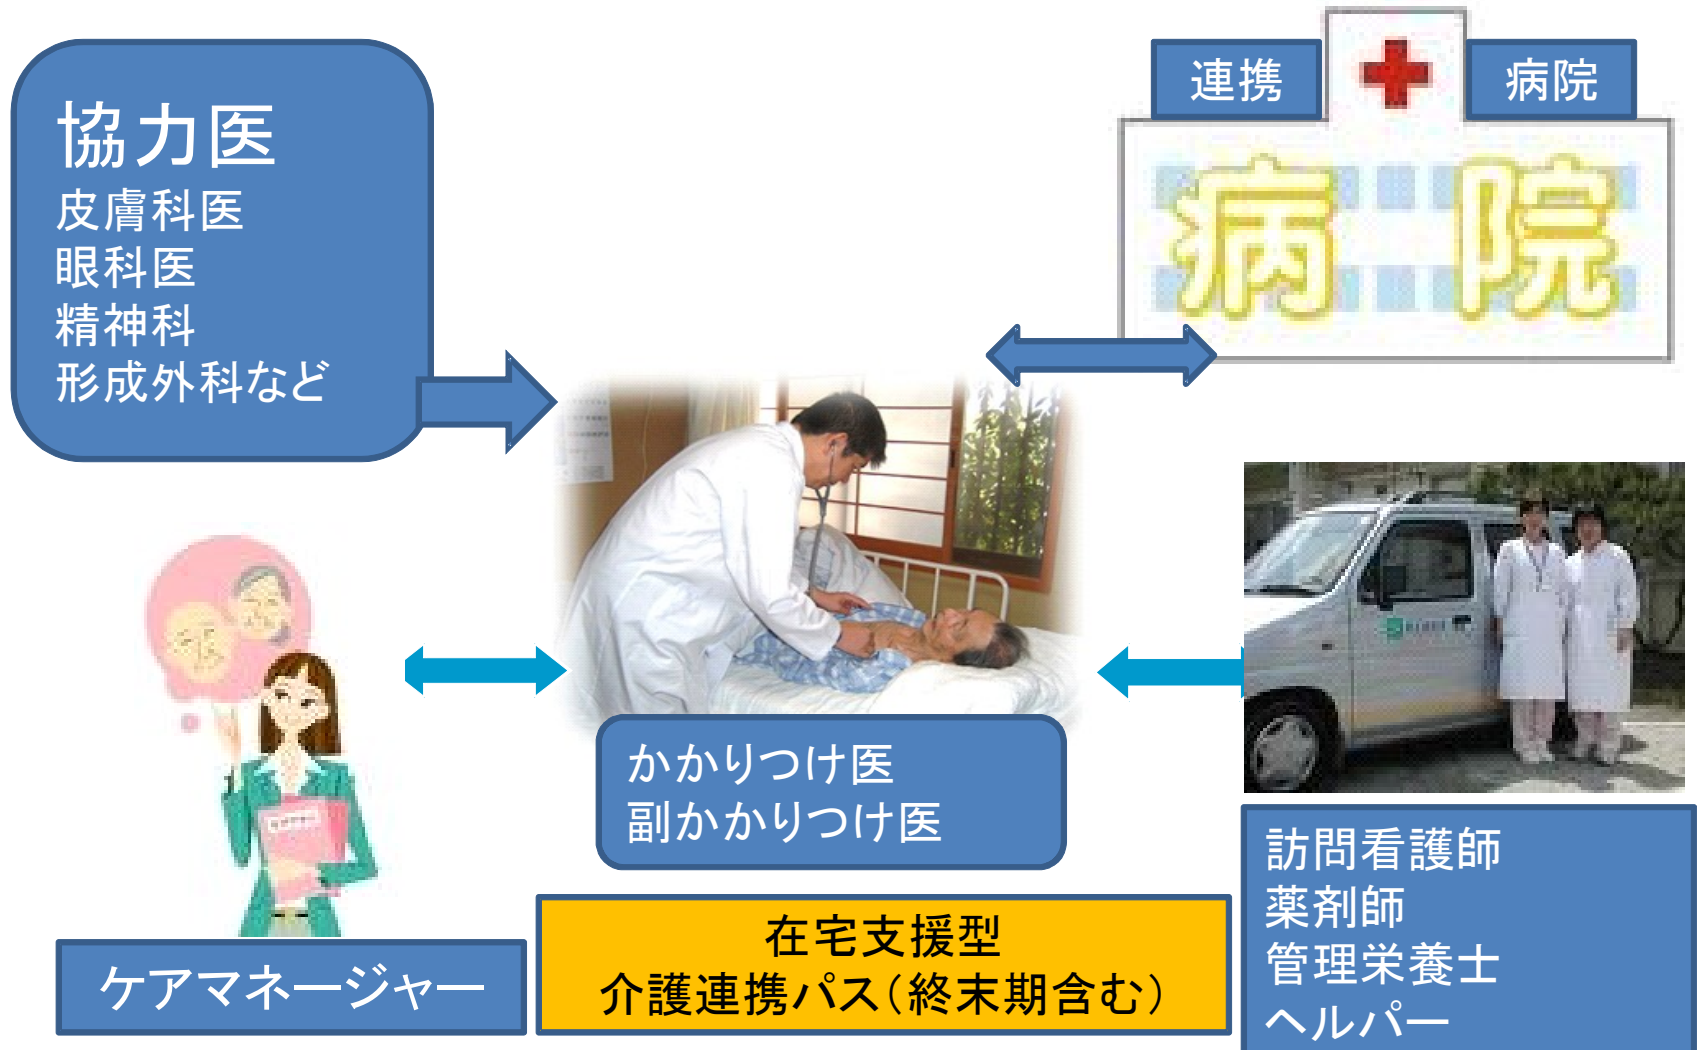 協力医
皮膚科医
眼科医
精神科
形成外科など
連携
病院
病院
かかりつけ医
副かかりつけ医
ケアマネージャー
在宅支援型
介護連携パス(終末期含む)
訪問看護師
薬剤師
管理栄養士
ヘルパー